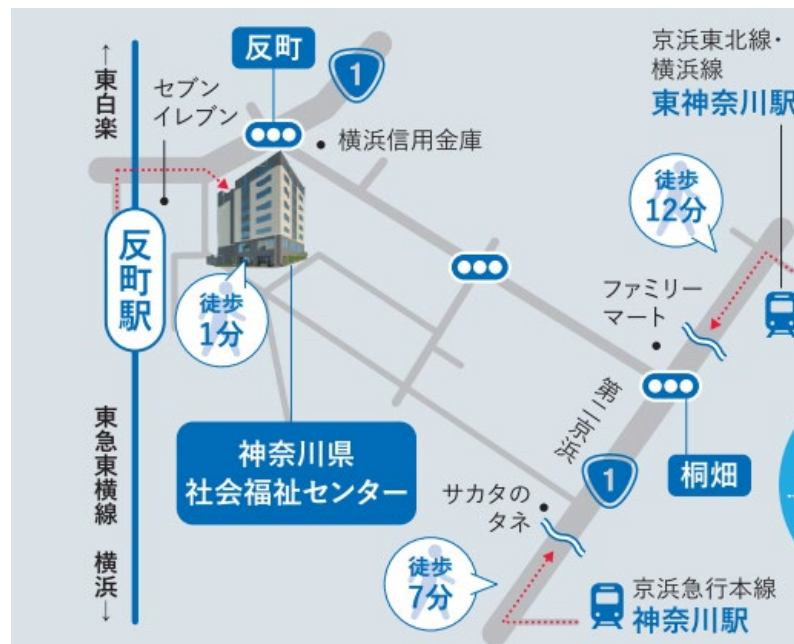 反町
1
京浜東北線・
横浜線
東神奈川駅
↑東白楽
セブン
イレブン
横浜信用金庫
徒歩
12分
反町駅
徒歩
1分
ファミリー
マート
第二京浜
東急東横線 横浜↓
神奈川県
社会福祉センター
1
桐畑
サカタの
タネ
徒歩
7分
京浜急行本線
神奈川駅